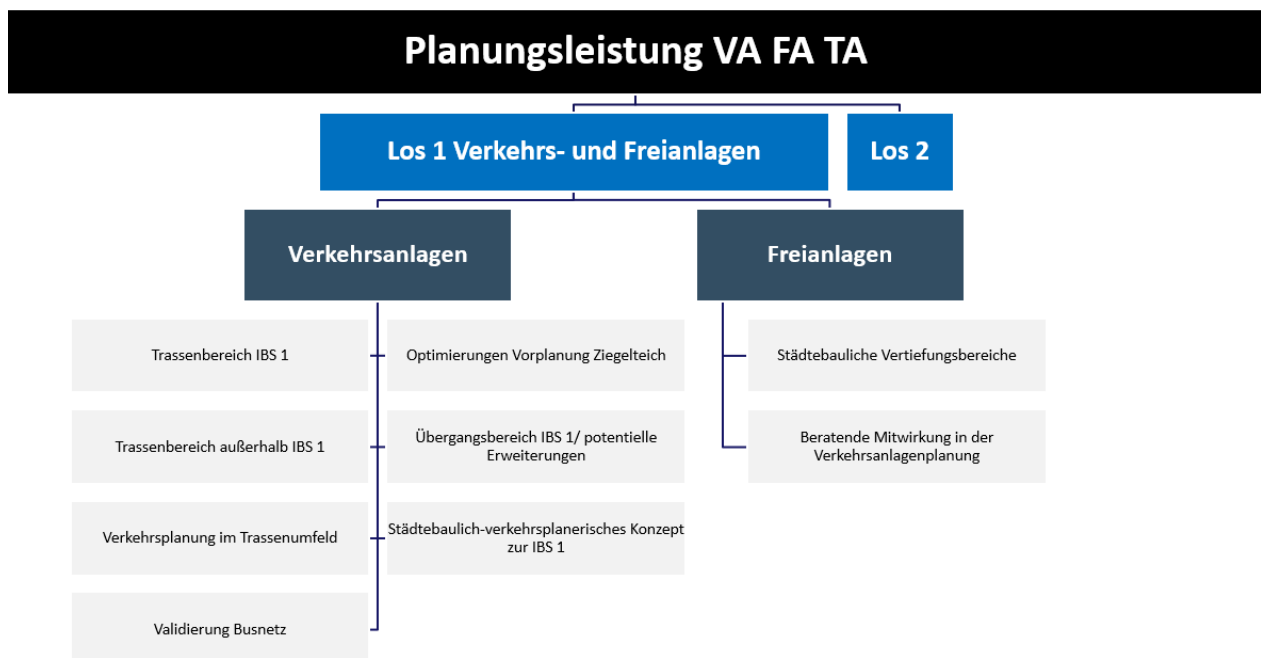 Planungsleistung VA FA TA
Los 1 Verkehrs- und Freianlagen
Los 2
Verkehrsanlagen
Freianlagen
Trassenbereich IBS 1
Optimierungen Vorplanung Ziegelteich
Städtebauliche Vertiefungsbereiche
Trassenbereich außerhalb IBS 1
Übergangsbereich IBS 1/ potentielle
Erweiterungen
Beratende Mitwirkung in der
Verkehrsanlagenplanung
Verkehrsplanung im Trassenumfeld
Städtebaulich-verkehrsplanerisches Konzept
zur IBS 1
Validierung Busnetz